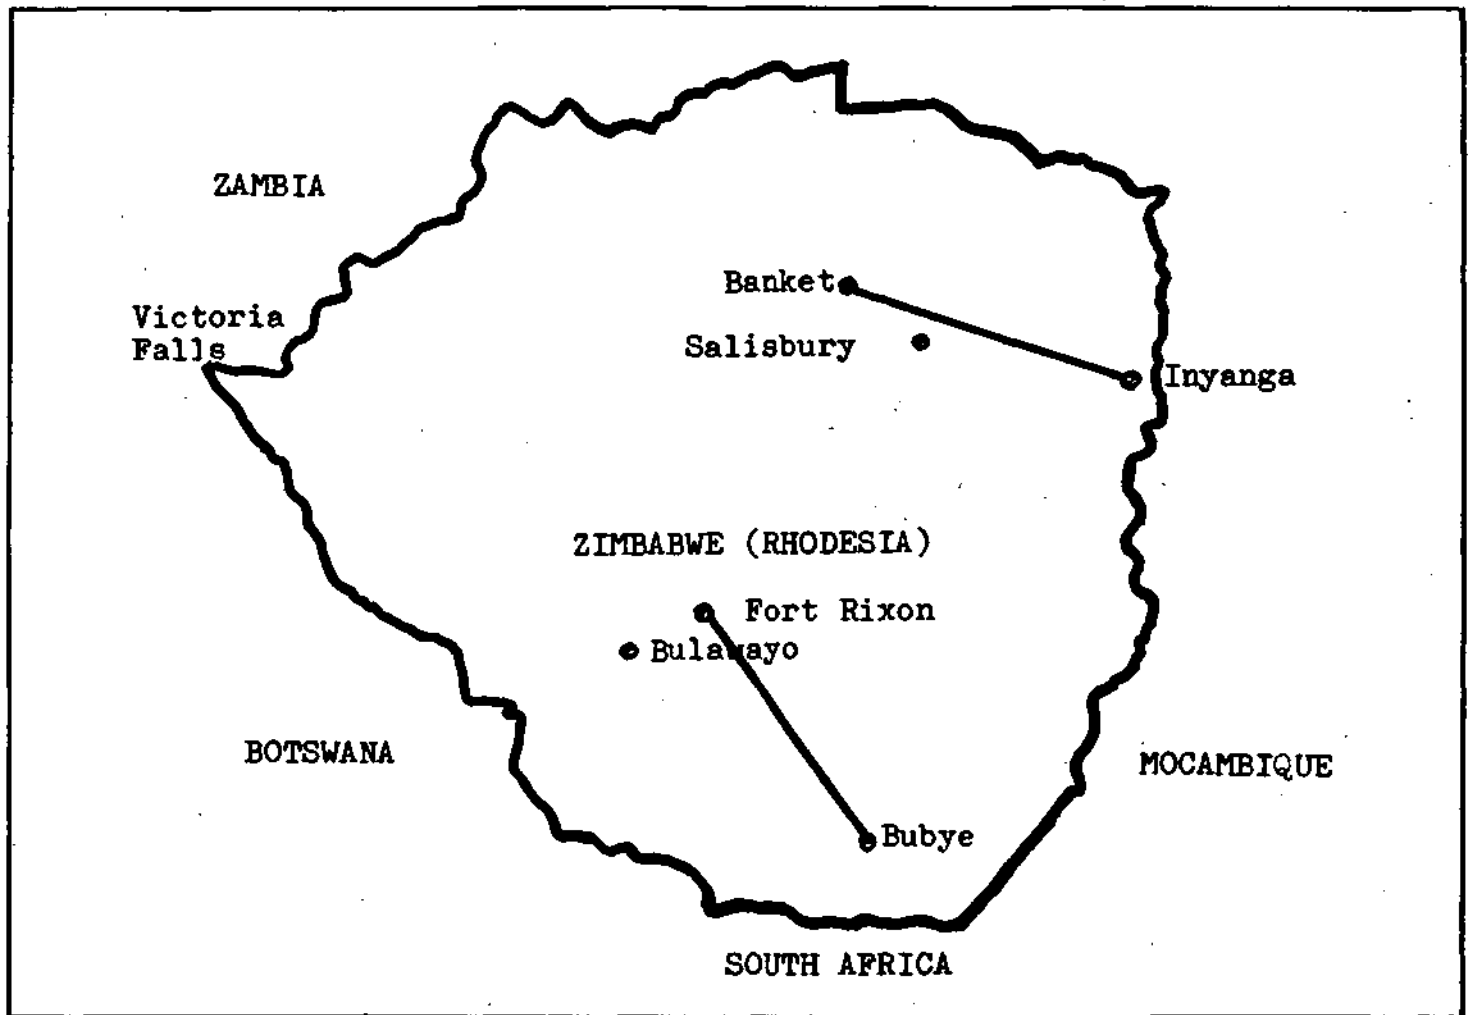 ZAMBIA
Banket
Victoria
Falls
Salisbury
Inyanga
ZIMBABWE (RHODESIA)
Fort Rixon
Bulawayo
BOTSWANA
MOCAMBIQUE
Bubye
SOUTH AFRICA